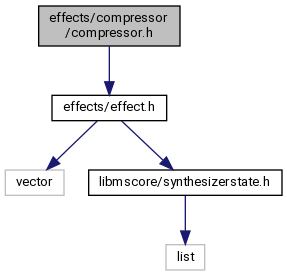 effects/compressor
/compressor.h
effects/effect.h
vector
libmscore/synthesizerstate.h
list